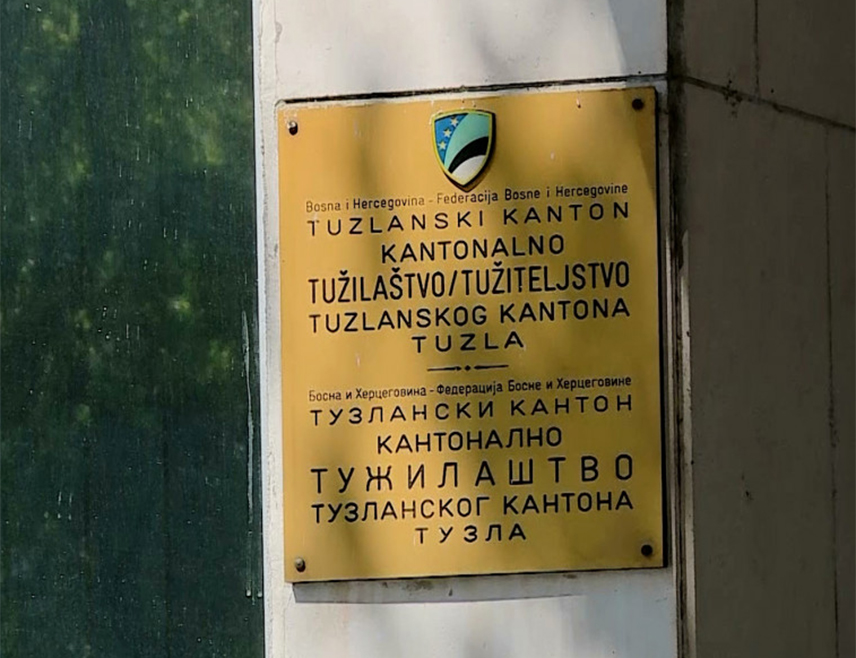 Bosna i Hercegovina - Federacija Bosne i Hercegovine
TUZLANSKI KANTON
KANTONALNO
TUŽILAŠTVO/TUŽITELJSTVO
TUZLANSKOG KANTONA
TUZLA
Босна и Херцеговина - Федерација Босне и Херцеговине
ТУЗЛАНСКИ КАНТОН
КАНТОНАЛНО
ТУЖИЛАШТВО
ТУЗЛАНСКОГ КАНТОНА
ТУЗЛА